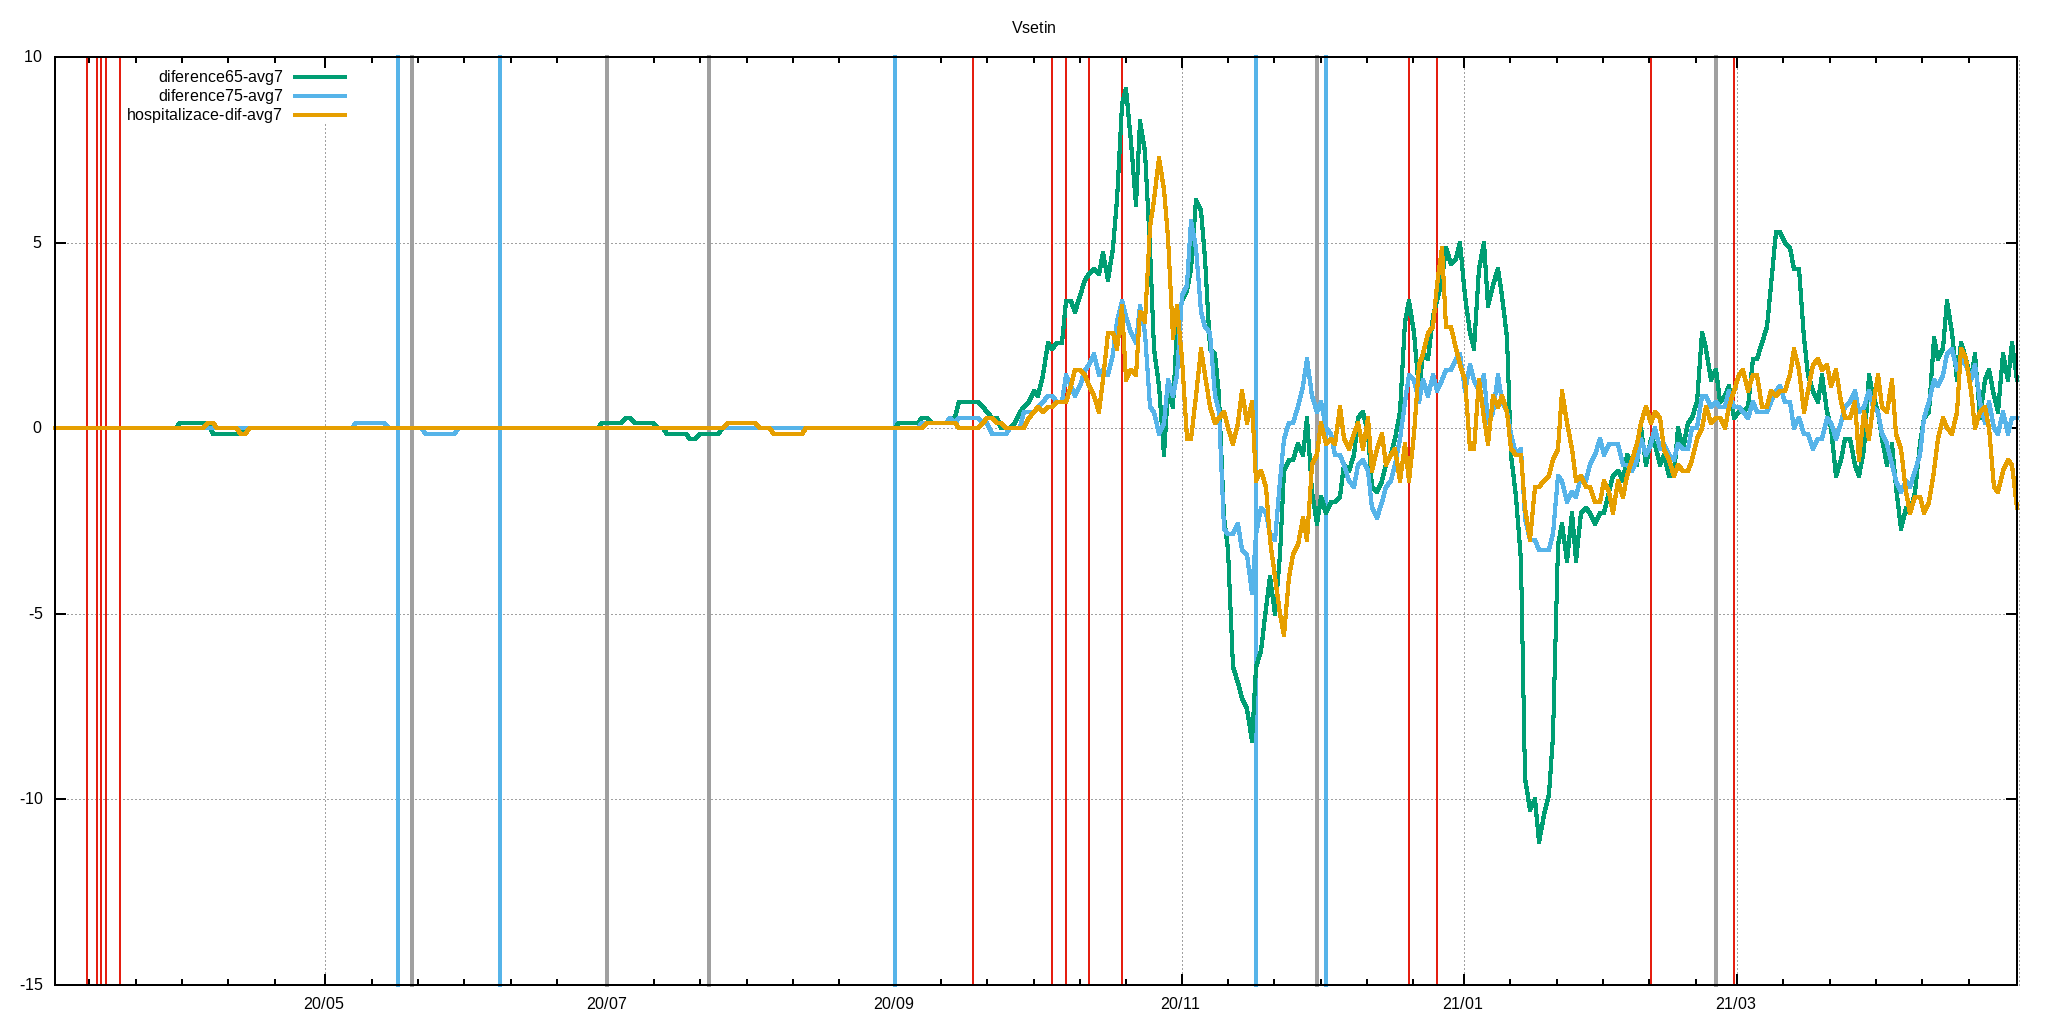 Vsetin
10
diference65-avg7
diference75-avg7
hospitalizace-dif-avg7
5
0
-5
-10
-15
20/05 20/07 20/09 20/11 21/01 21/03